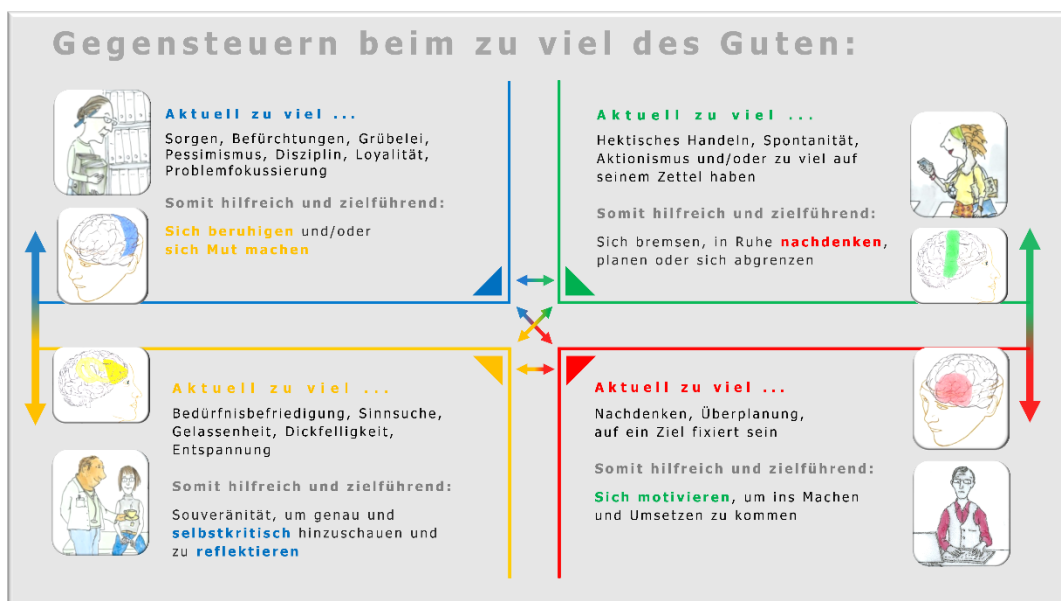 Gegensteuern beim zu viel des Guten:
Aktuell zu viel ...
Sorgen, Befürchtungen, Grübelei,
Pessimismus, Disziplin, Loyalität,
Problemfokussierung
Somit hilfreich und zielführend:
Sich beruhigen und/oder
sich Mut machen
Aktuell zu viel ...
Hektisches Handeln, Spontanität,
Aktionismus und/oder zu viel auf
seinem Zettel haben
Somit hilfreich und zielführend:
Sich bremsen, in Ruhe nachdenken,
planen oder sich abgrenzen
Aktuell zu viel ...
Bedürfnisbefriedigung, Sinnsuche,
Gelassenheit, Dickfelligkeit,
Entspannung
Somit hilfreich und zielführend:
Souveränität, um genau und
selbstkritisch hinzuschauen und
zu reflektieren
Aktuell zu viel ...
Nachdenken, Überplanung,
auf ein Ziel fixiert sein
Somit hilfreich und zielführend:
Sich motivieren, um ins Machen
und Umsetzen zu kommen